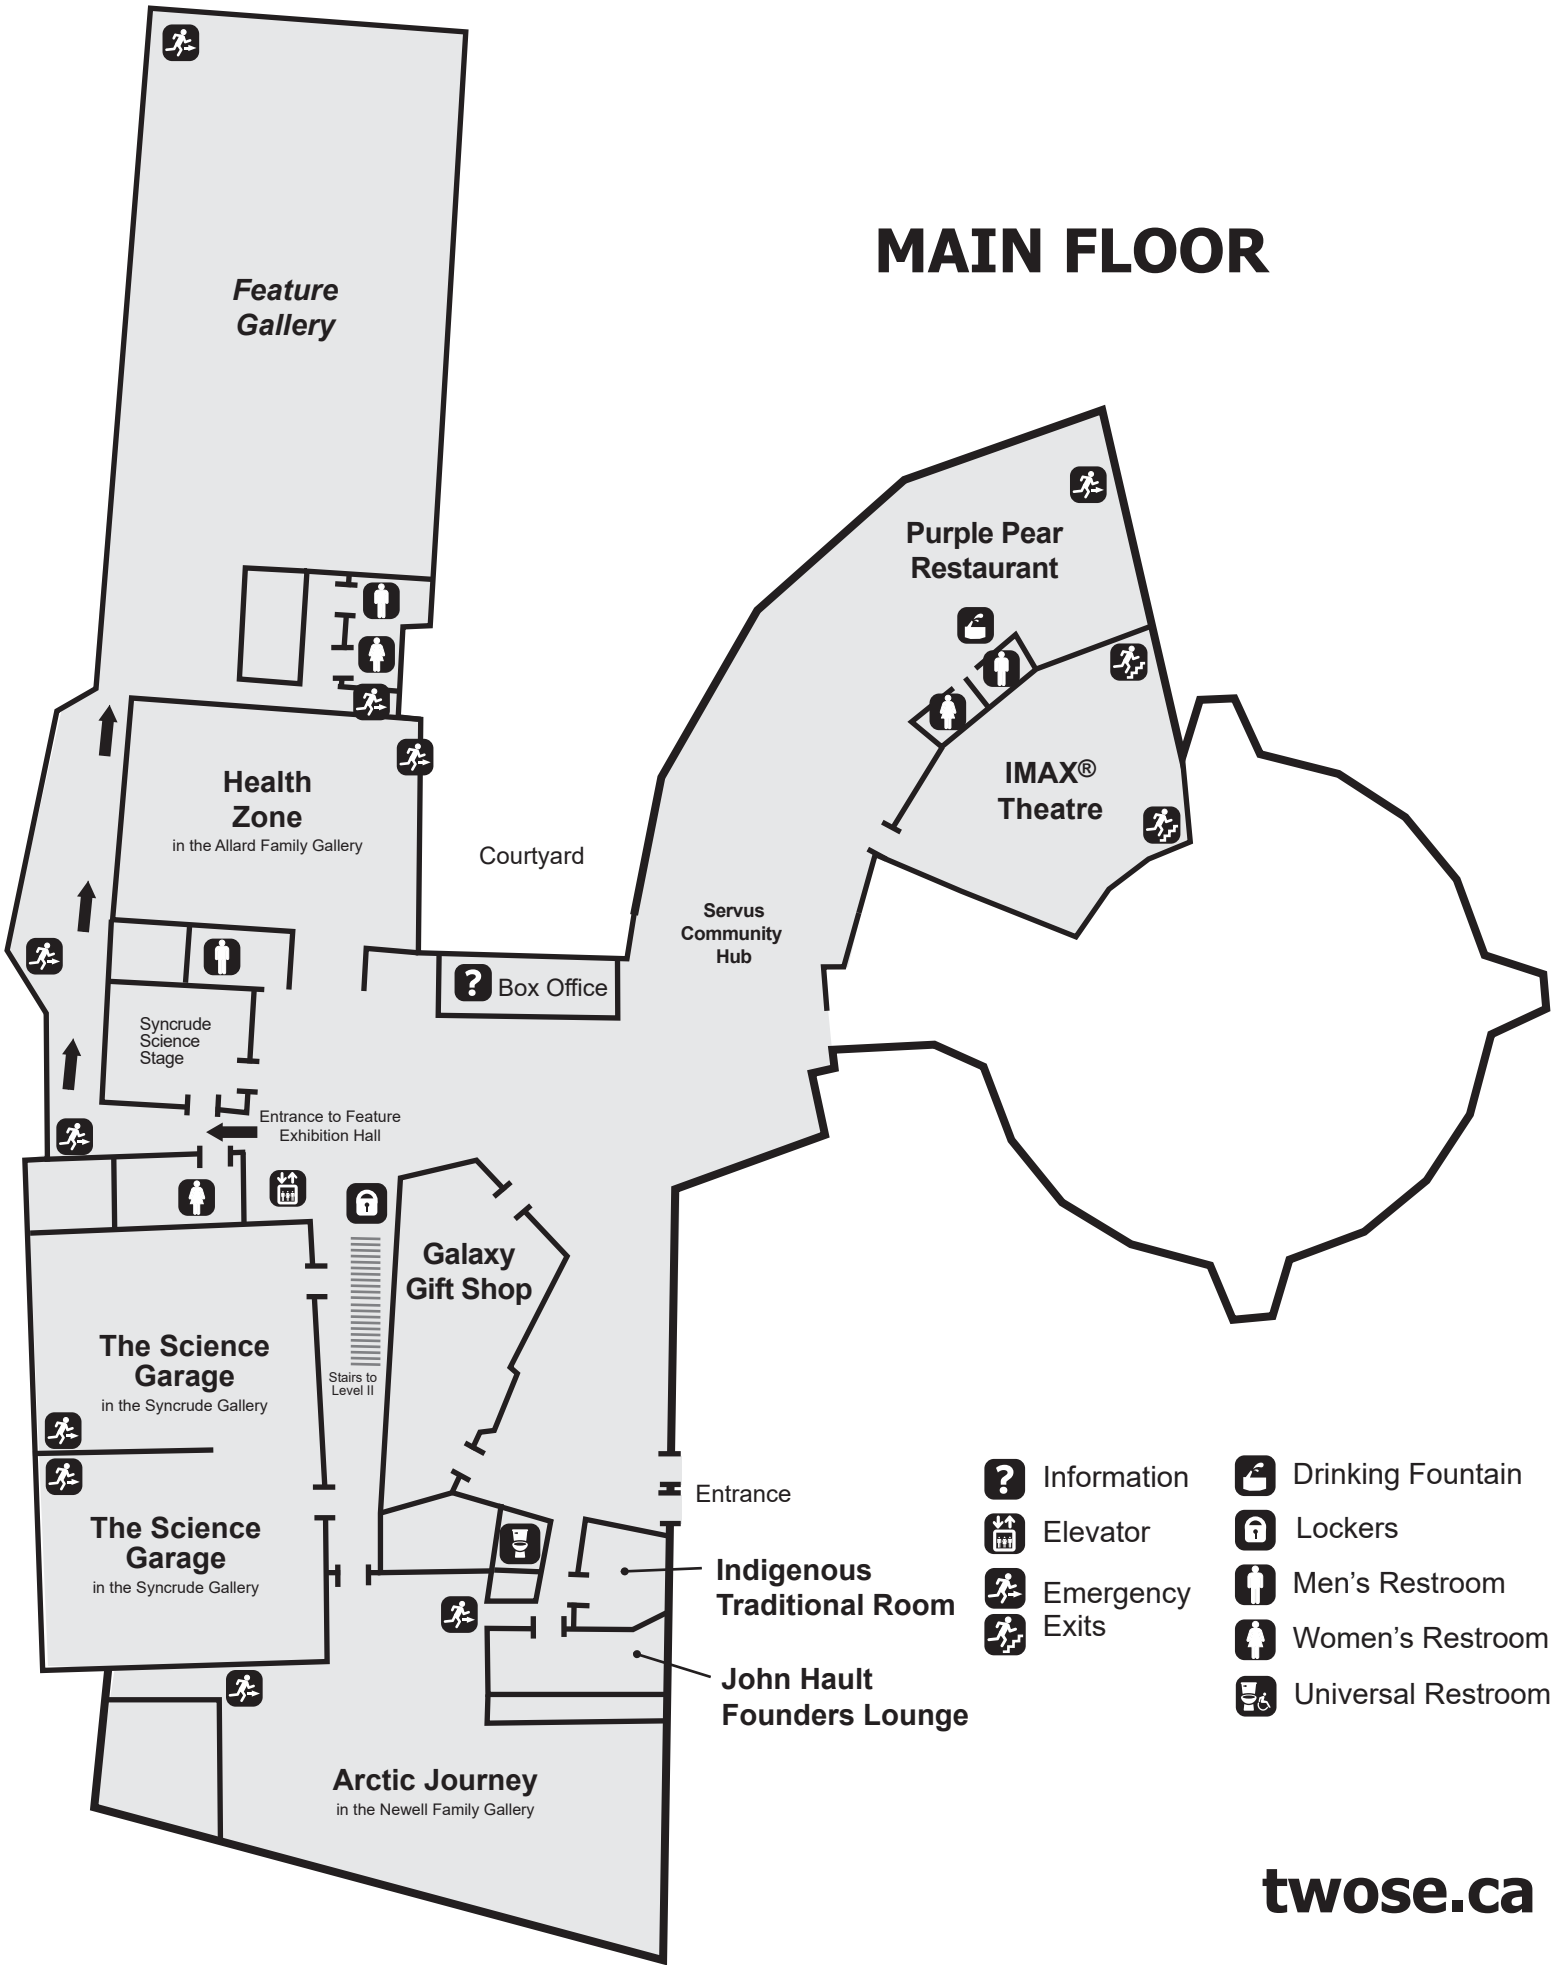 MAIN FLOOR
Feature
Gallery
Purple Pear
Restaurant
IMAX®
Theatre
Health
Zone
in the Allard Family Gallery
Courtyard
Servus
Community
Hub
? Box Office
Syncrude
Science
Stage
Entrance to Feature
Exhibition Hall
Galaxy
Gift Shop
The Science
Garage
in the Syncrude Gallery
Stairs to
Level II
The Science
Garage
in the Syncrude Gallery
Entrance
Indigenous
Traditional Room
John Hault
Founders Lounge
Arctic Journey
in the Newell Family Gallery
? Information
Elevator
Emergency
Exits
Drinking Fountain
Lockers
Men’s Restroom
Women’s Restroom
Universal Restroom
twose.ca